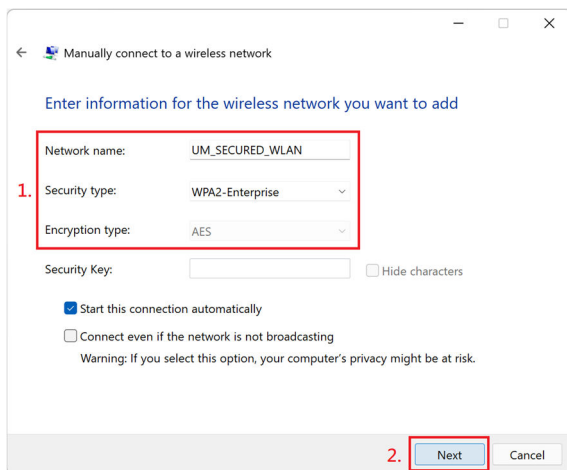 Manually connect to a wireless network
Enter information for the wireless network you want to add
1.
Network name: UM_SECURED_WLAN
Security type: WPA2-Enterprise
Encryption type: AES
Security Key:
Hide characters
Start this connection automatically
Connect even if the network is not broadcasting
Warning: If you select this option, your computer's privacy might be at risk.
2.
Next
Cancel